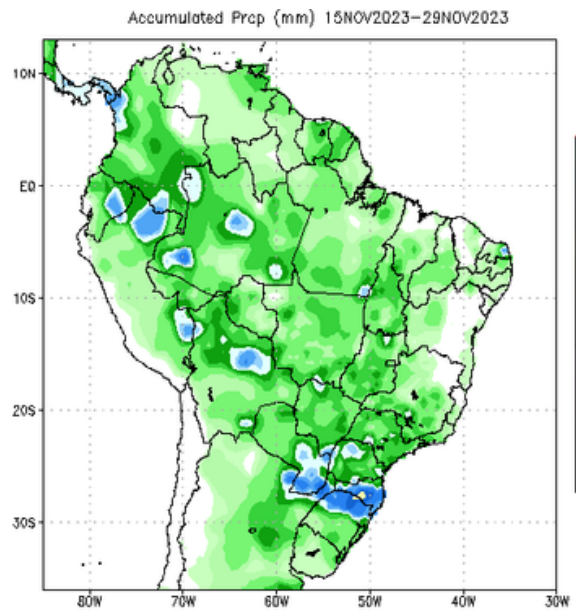 Accumulated Prcp (mm) 15NOV2023–29NOV2023
10N
EQ
10S
20S
30S
80W
70W
60W
50W
40W
30W